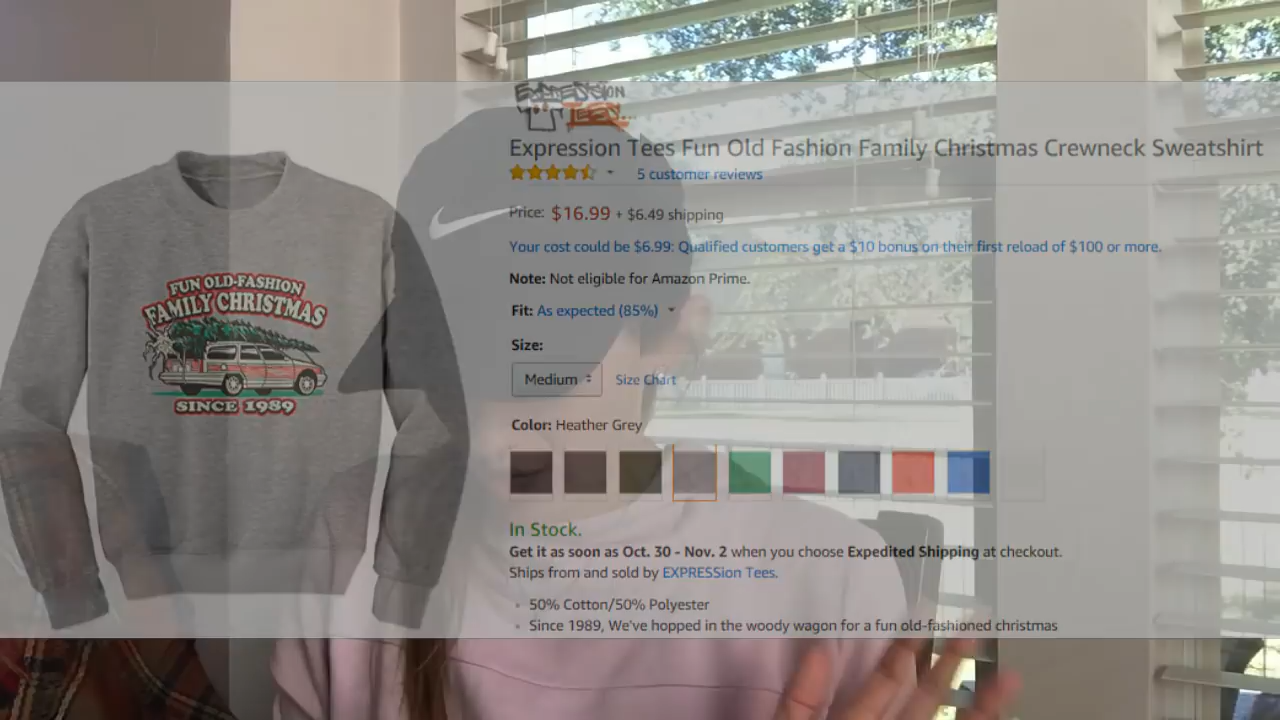 EXPRESSION
TEES...
Expression Tees Fun Old Fashion Family Christmas Crewneck Sweatshirt
5 customer reviews
Price: $16.99 + $6.49 shipping
Your cost could be $6.99: Qualified customers get a $10 bonus on their first reload of $100 or more.
Note: Not eligible for Amazon Prime.
Fit: As expected (85%)
Size:
Medium Size Chart
Color: Heather Grey
In Stock.
Get it as soon as Oct. 30 - Nov. 2 when you choose Expedited Shipping at checkout.
Ships from and sold by EXPRESSion Tees.
• 50% Cotton/50% Polyester
• Since 1989, We've hopped in the woody wagon for a fun old-fashioned christmas
FUN OLD-FASHION
FAMILY CHRISTMAS
SINCE 1989